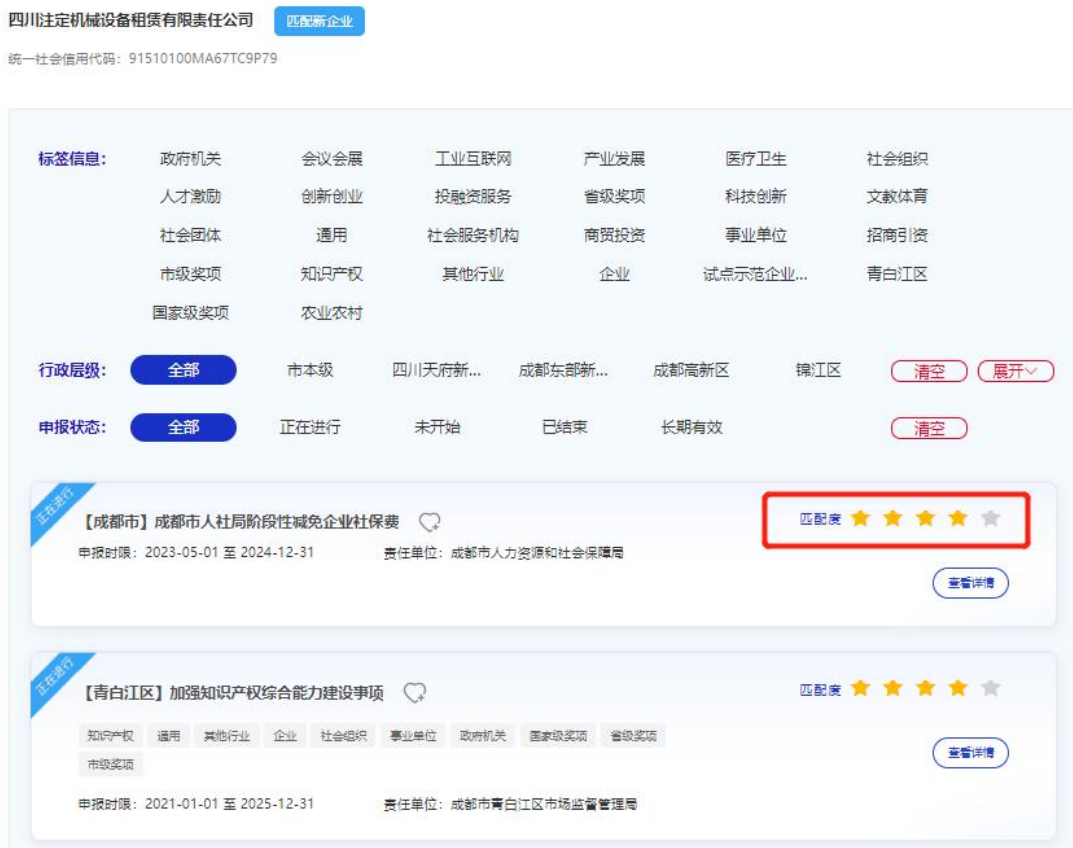 四川注定机械设备租赁有限责任公司 匹配新企业
统一社会信用代码：91510100MA67TC9P79
标签信息： 政府机关 会议会展 工业互联网 产业发展 医疗卫生 社会组织
人才激励 创新创业 投融资服务 省级奖项 科技创新 文教体育
社会团体 通用 社会服务机构 商贸投资 事业单位 招商引资
市级奖项 知识产权 其他行业 企业 试点示范企业... 青白江区
国家级奖项 农业农村
行政层级： 全部 市本级 四川天府新... 成都东部新... 成都高新区 锦江区 清空 展开
申报状态： 全部 正在进行 未开始 已结束 长期有效 清空
正在进行
【成都市】成都市人社局阶段性减免企业社保费 匹配度
申报时限：2023-05-01 至 2024-12-31 责任单位：成都市人力资源和社会保障局
查看详情
正在进行
【青白江区】加强知识产权综合能力建设事项 匹配度
知识产权 通用 其他行业 企业 社会组织 事业单位 政府机关 国家级奖项 省级奖项
市级奖项
查看详情
申报时限：2021-01-01 至 2025-12-31 责任单位：成都市青白江区市场监督管理局